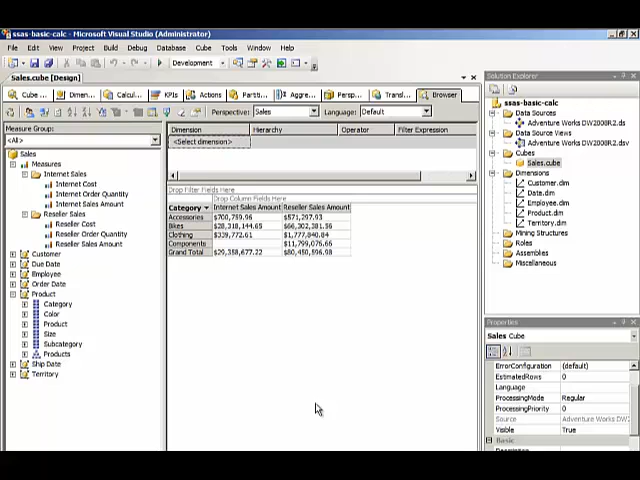 ssas-basic-calc - Microsoft Visual Studio (Administrator)
File Edit View Project Build Debug Database Cube Tools Window Help
Development
Sales.cube [Design]
Cube ... Dimen... Calcul... KPIs Actions Partiti... Aggre... Persp... Transl... Browser
Perspective: Sales Language: Default
Measure Group:
<All>
Sales
Measures
Internet Sales
Internet Cost
Internet Order Quantity
Internet Sales Amount
Reseller Sales
Reseller Cost
Reseller Order Quantity
Reseller Sales Amount
Customer
Due Date
Employee
Order Date
Product
Category
Color
Product
Size
Subcategory
Products
Ship Date
Territory
Dimension Hierarchy Operator Filter Expression
<Select dimension>
Drop Filter Fields Here
Drop Column Fields Here
Category Internet Sales Amount Reseller Sales Amount
Accessories $700,759.96 $571,297.93
Bikes $28,318,144.65 $66,302,381.56
Clothing $339,772.61 $1,777,840.84
Components $11,799,076.66
Grand Total $29,358,677.22 $80,450,596.98
Solution Explorer
ssas-basic-calc
Data Sources
Adventure Works DW2008R2.ds
Data Source Views
Adventure Works DW2008R2.dsv
Cubes
Sales.cube
Dimensions
Customer.dim
Date.dim
Employee.dim
Product.dim
Territory.dim
Mining Structures
Roles
Assemblies
Miscellaneous
Properties
Sales Cube
ErrorConfiguration (default)
EstimatedRows 0
Language
ProcessingMode Regular
ProcessingPriority 0
Source Adventure Works DW
Visible True
Basic